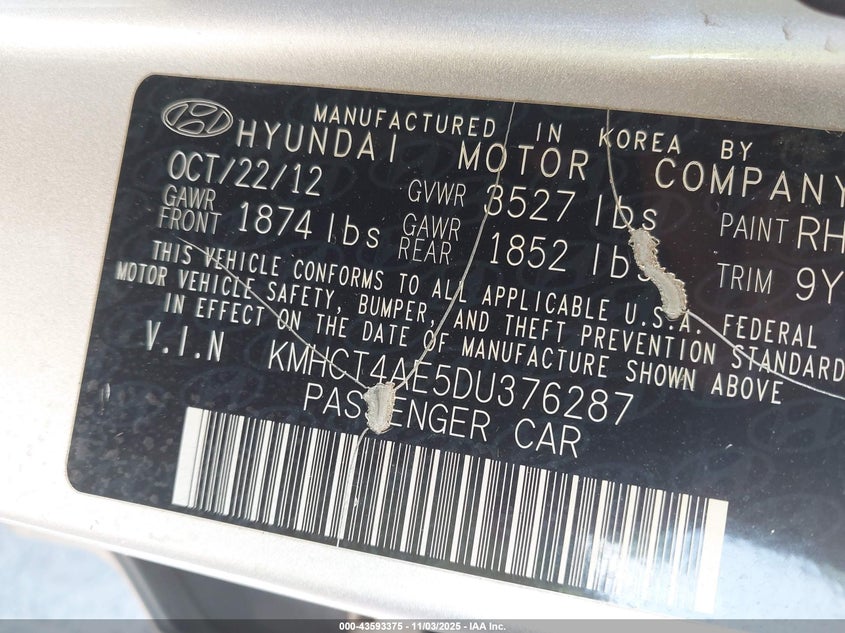 MANUFACTURED IN KOREA BY
HYUNDAI MOTOR COMPANY
OCT/22/12 GVWR 3527 lbs PAINT RH
GAWR FRONT 1874 lbs GAWR REAR 1852 lbs TRIM 9Y
THIS VEHICLE CONFORMS TO ALL APPLICABLE U.S.A. FEDERAL
MOTOR VEHICLE SAFETY, BUMPER, AND THEFT PREVENTION STANDARD
IN EFFECT ON THE DATE OF MANUFACTURE SHOWN ABOVE
V.I.N KMHCT4AE5DU376287
PASSENGER CAR
000-43593375 - 11/03/2025 - IAA Inc.